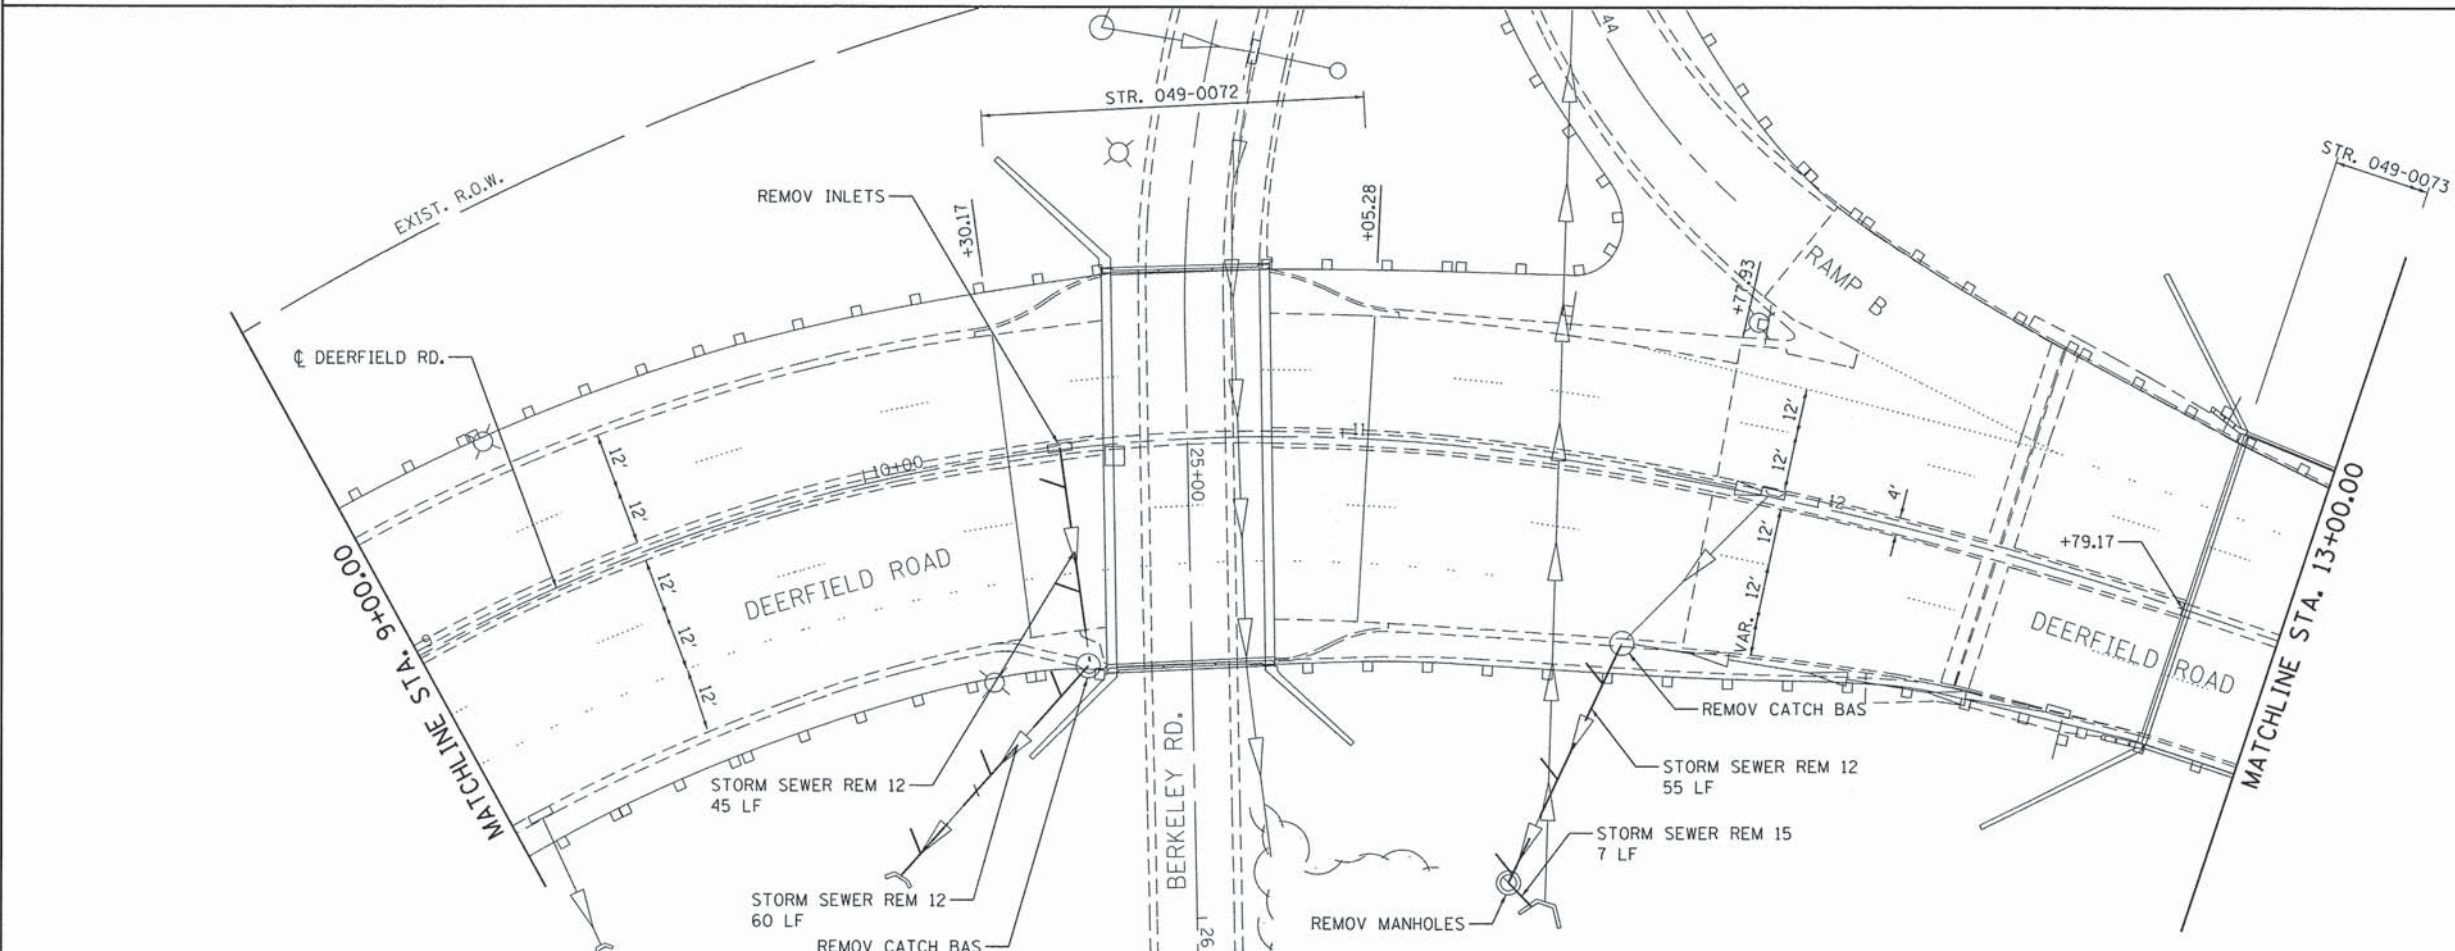 44
STR. 049-0072
STR. 049-0073
EXIST. R.O.W.
REMOV INLETS
+30.17
+05.28
+77.93
RAMP B
℄ DEERFIELD RD.
12'
12'
12'
12'
12'
10+00
11
25+00
12'
12'
12'
12'
VAR.
12
4'
+79.17
MATCHLINE STA. 9+00.00
9
DEERFIELD ROAD
DEERFIELD ROAD
MATCHLINE STA. 13+00.00
BERKELEY RD.
26
STORM SEWER REM 12
45 LF
STORM SEWER REM 12
60 LF
REMOV CATCH BAS
REMOV CATCH BAS
STORM SEWER REM 12
55 LF
STORM SEWER REM 15
7 LF
REMOV MANHOLES